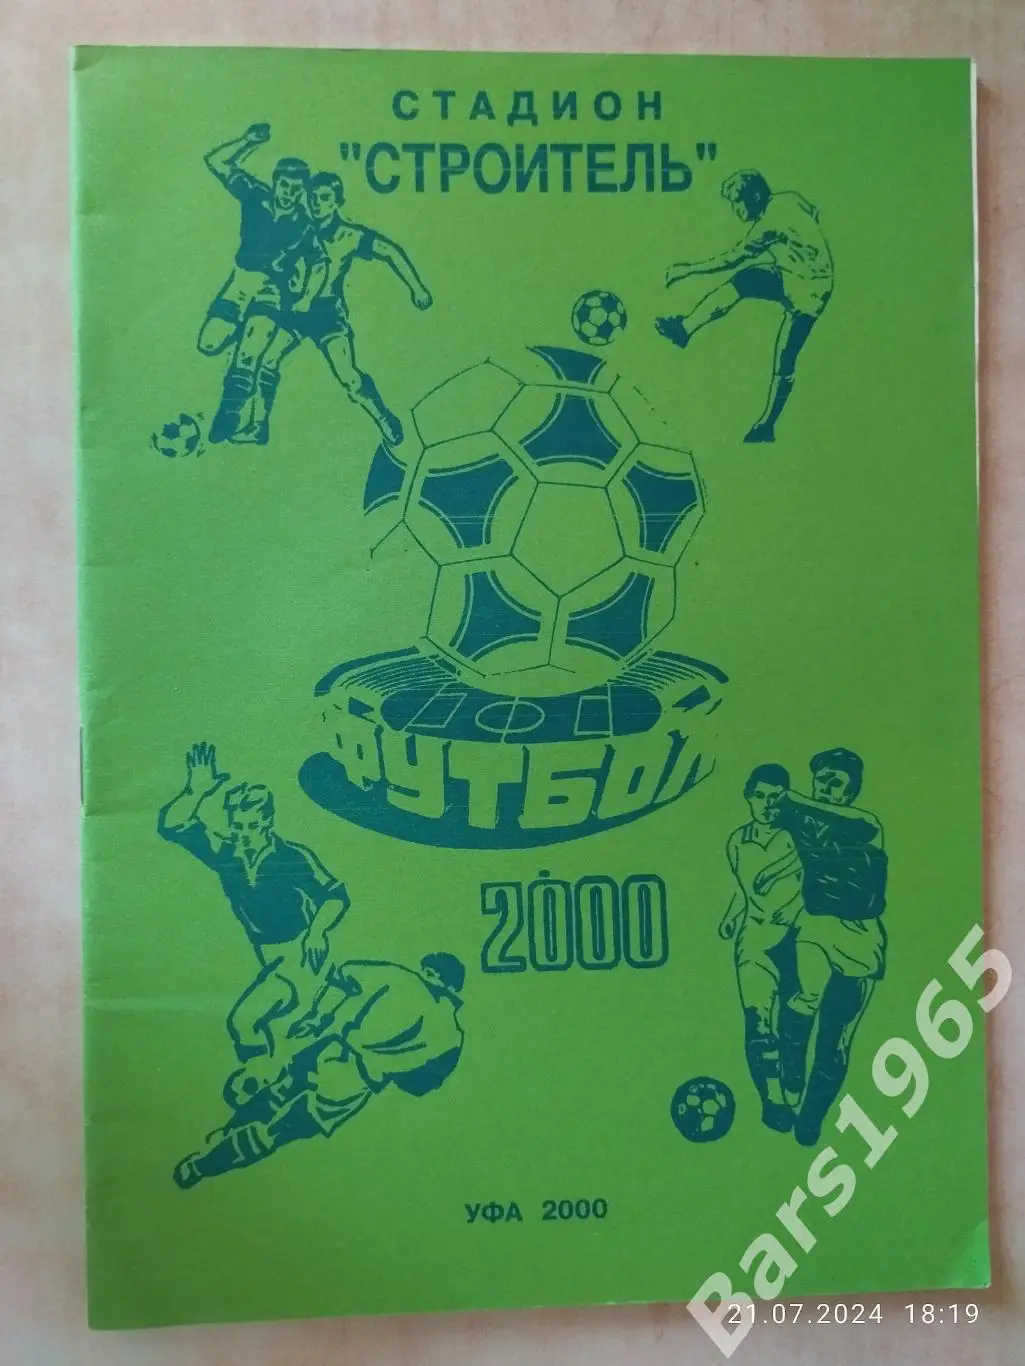 СТАДИОН
"СТРОИТЕЛЬ"
ФУТБОЛ
2000
УФА 2000
Bars1965
21.07.2024 18:19